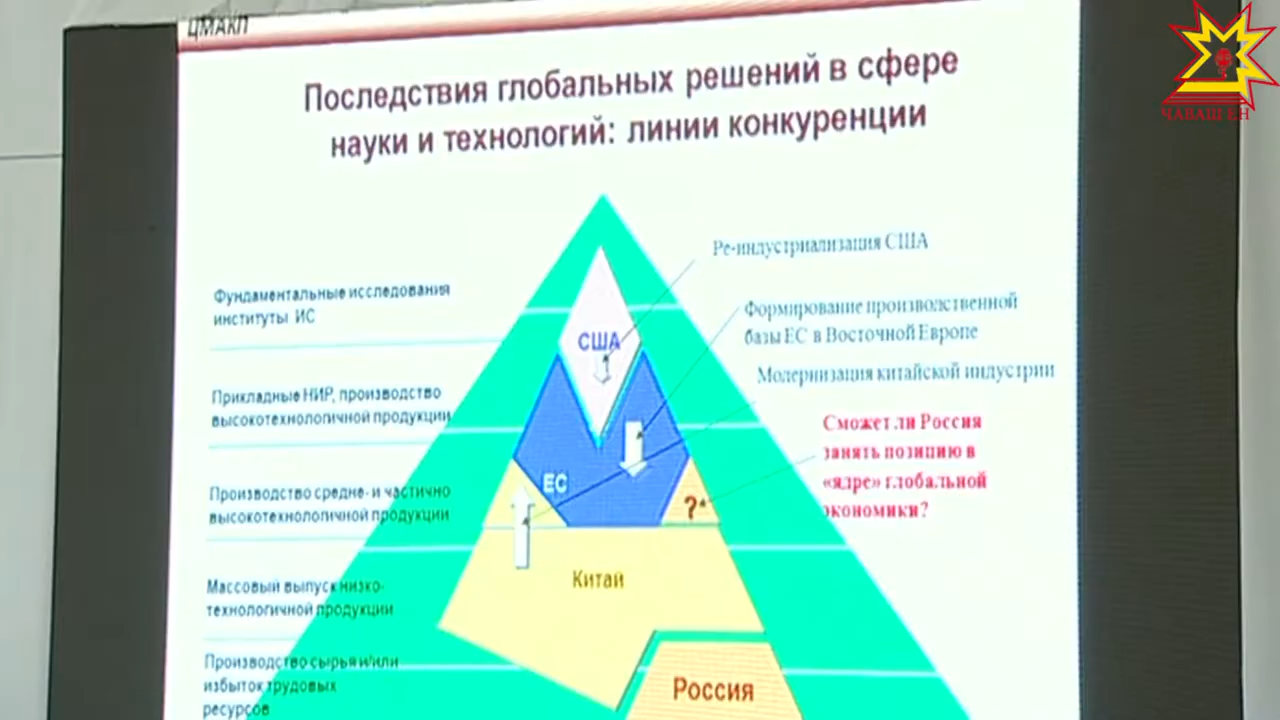 ЦМАКП
ЧĂВАШ ЕН
Последствия глобальных решений в сфере
науки и технологий: линии конкуренции
Ре-индустриализация США
Фундаментальные исследования
институты ИС
Формирование производственной
базы ЕС в Восточной Европе
США
Модернизация китайской индустрии
Прикладные НИР, производство
высокотехнологичной продукции
Сможет ли Россия
занять позицию в
«ядре» глобальной
экономики?
Производство средне- и частично
высокотехнологичной продукции
ЕС
?*
Китай
Массовый выпуск низко-
технологичной продукции
Производство сырья и/или
избыток трудовых
ресурсов
Россия